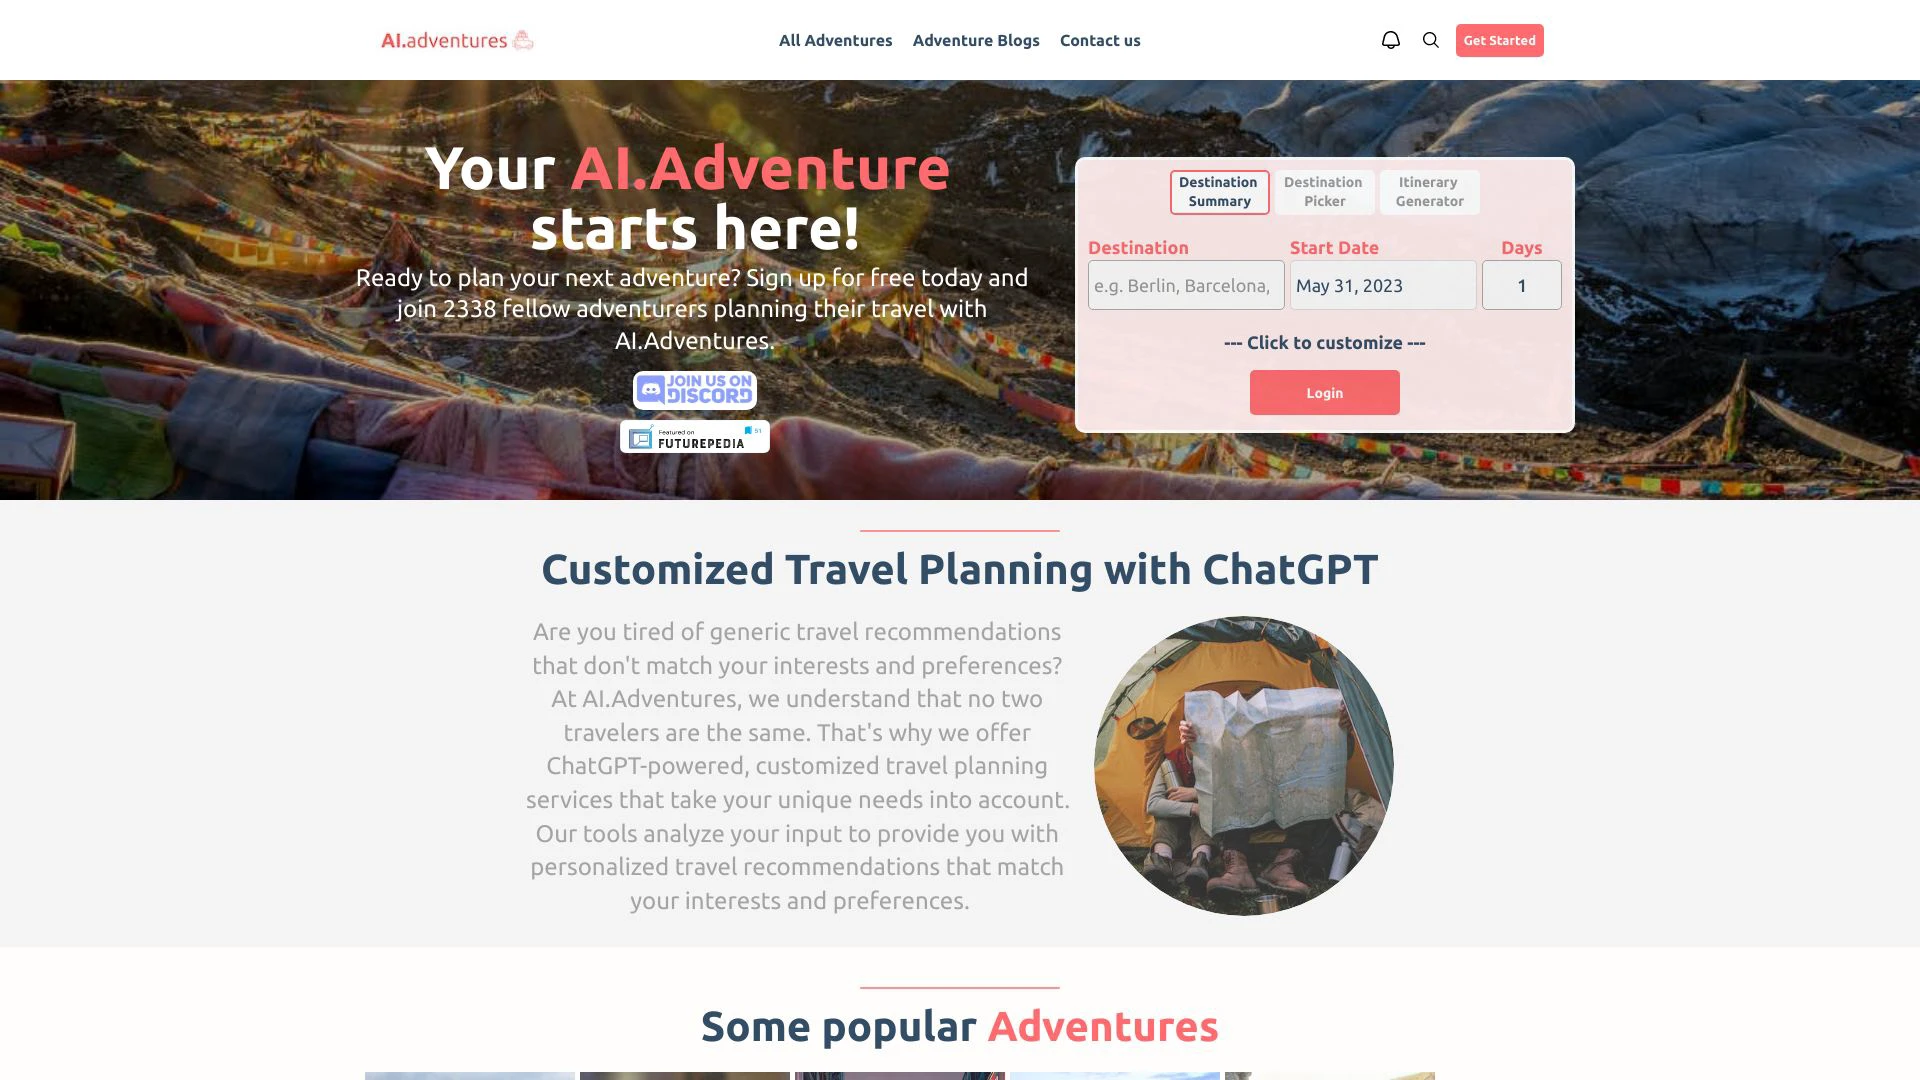 AI.adventures
All Adventures
Adventure Blogs
Contact us
Get Started
Your AI.Adventure
starts here!
Ready to plan your next adventure? Sign up for free today and
join 2338 fellow adventurers planning their travel with
AI.Adventures.
JOIN US ON
DISCORD
Featured on
51
FUTUREPEDIA
Destination
Summary
Destination
Picker
Itinerary
Generator
Destination
Start Date
Days
e.g. Berlin, Barcelona,
May 31, 2023
1
--- Click to customize ---
Login
Customized Travel Planning with ChatGPT
Are you tired of generic travel recommendations
that don't match your interests and preferences?
At AI.Adventures, we understand that no two
travelers are the same. That's why we offer
ChatGPT-powered, customized travel planning
services that take your unique needs into account.
Our tools analyze your input to provide you with
personalized travel recommendations that match
your interests and preferences.
Some popular Adventures